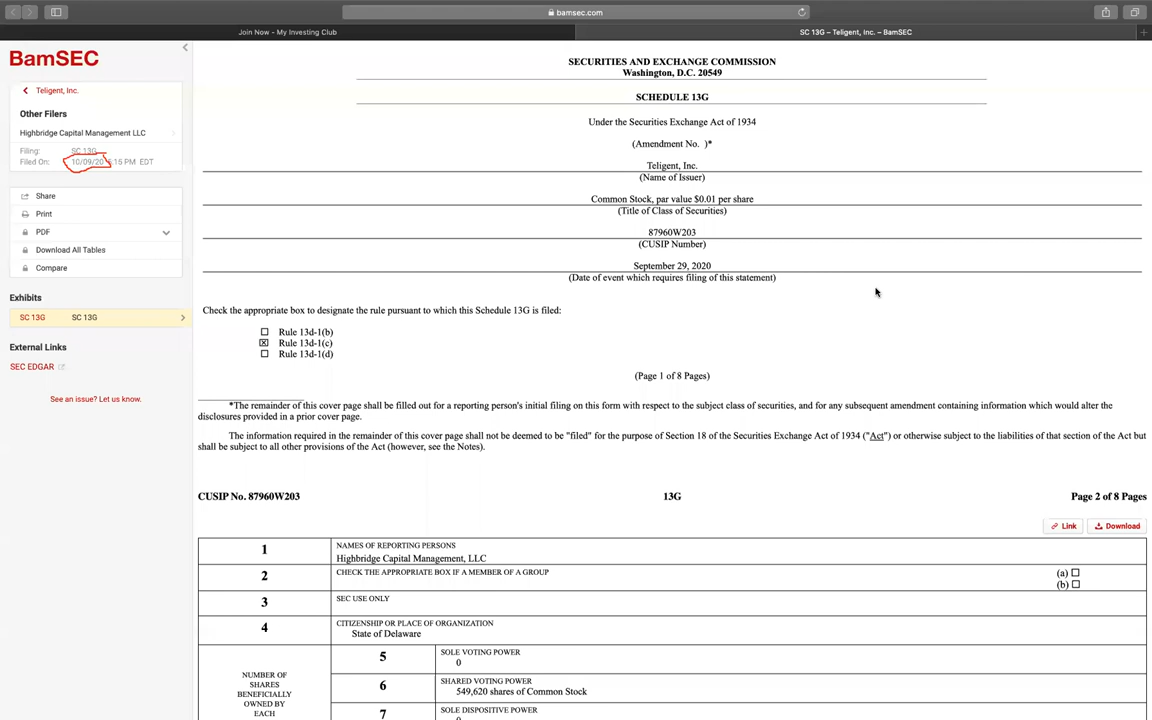 bamsec.com
Join Now - My Investing Club
SC 13G – Teligent, Inc. – BamSEC
BamSEC
Teligent, Inc.
Other Filers
Highbridge Capital Management LLC
Filing: SC 13G
Filed On: 10/09/20 5:15 PM EDT
Share
Print
PDF
Download All Tables
Compare
Exhibits
SC 13G SC 13G
External Links
SEC EDGAR
See an issue? Let us know.
SECURITIES AND EXCHANGE COMMISSION
Washington, D.C. 20549
SCHEDULE 13G
Under the Securities Exchange Act of 1934
(Amendment No. )*
Teligent, Inc.
(Name of Issuer)
Common Stock, par value $0.01 per share
(Title of Class of Securities)
87960W203
(CUSIP Number)
September 29, 2020
(Date of event which requires filing of this statement)
Check the appropriate box to designate the rule pursuant to which this Schedule 13G is filed:
☐ Rule 13d-1(b)
☒ Rule 13d-1(c)
☐ Rule 13d-1(d)
(Page 1 of 8 Pages)
*The remainder of this cover page shall be filled out for a reporting person's initial filing on this form with respect to the subject class of securities, and for any subsequent amendment containing information which would alter the
disclosures provided in a prior cover page.
The information required in the remainder of this cover page shall not be deemed to be "filed" for the purpose of Section 18 of the Securities Exchange Act of 1934 ("Act") or otherwise subject to the liabilities of that section of the Act but
shall be subject to all other provisions of the Act (however, see the Notes).
CUSIP No. 87960W203 13G Page 2 of 8 Pages
Link Download
1 NAMES OF REPORTING PERSONS
Highbridge Capital Management, LLC
2 CHECK THE APPROPRIATE BOX IF A MEMBER OF A GROUP (a) ☐
(b) ☐
3 SEC USE ONLY
4 CITIZENSHIP OR PLACE OF ORGANIZATION
State of Delaware
NUMBER OF
SHARES
BENEFICIALLY
OWNED BY
EACH
5 SOLE VOTING POWER
0
6 SHARED VOTING POWER
549,620 shares of Common Stock
7 SOLE DISPOSITIVE POWER